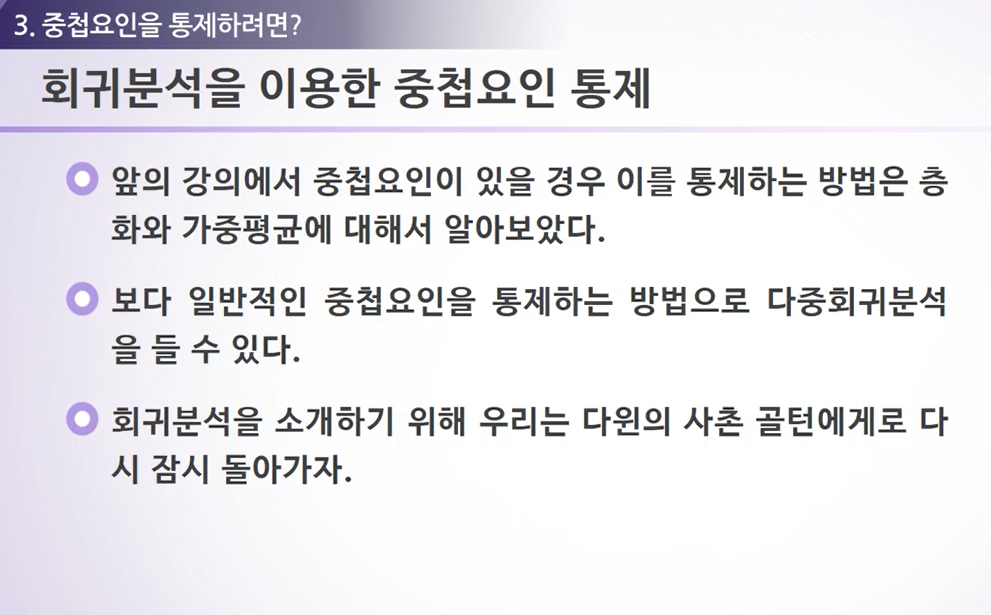 3. 중첩요인을 통제하려면?
회귀분석을 이용한 중첩요인 통제
앞의 강의에서 중첩요인이 있을 경우 이를 통제하는 방법은 층
화와 가중평균에 대해서 알아보았다.
보다 일반적인 중첩요인을 통제하는 방법으로 다중회귀분석
을 들 수 있다.
회귀분석을 소개하기 위해 우리는 다윈의 사촌 골턴에게로 다
시 잠시 돌아가자.